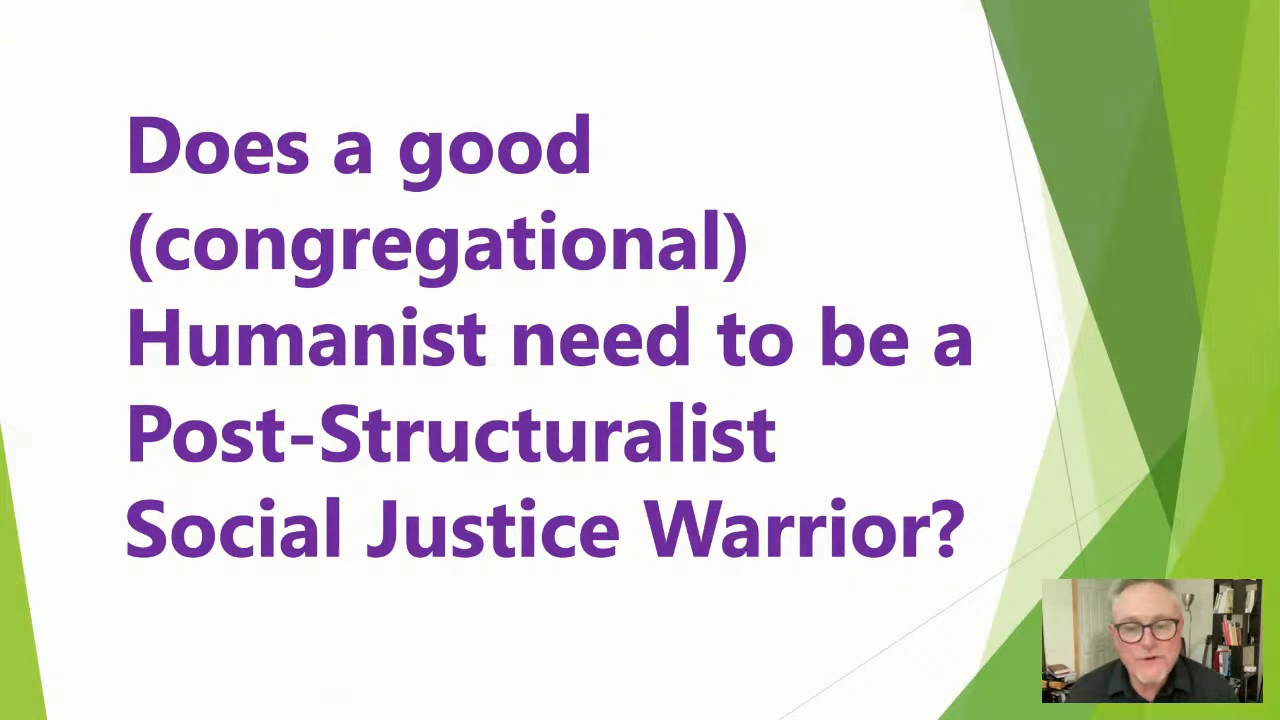 Does a good
(congregational)
Humanist need to be a
Post-Structuralist
Social Justice Warrior?